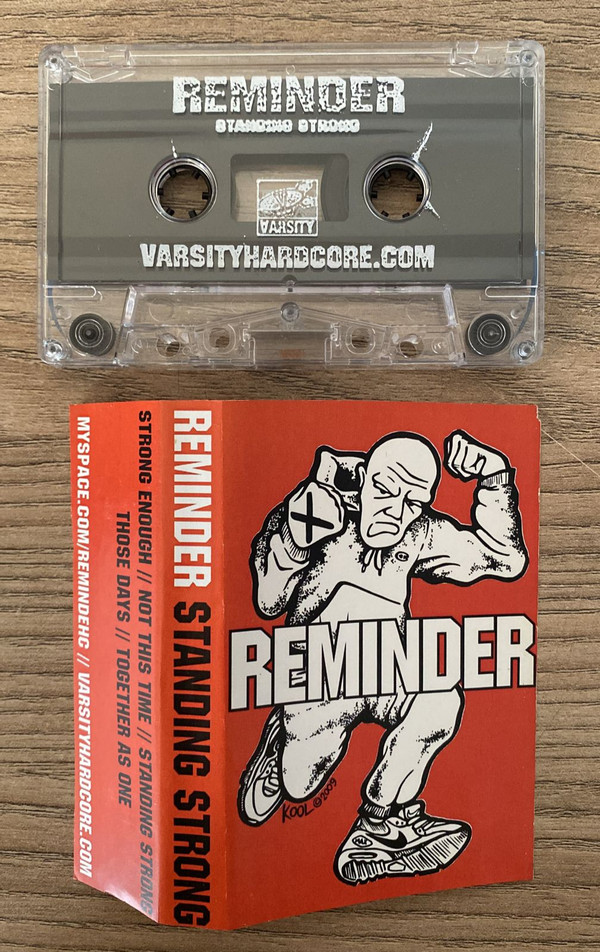 REMINDER
STANDING STRONG
VARSITY
VARSITYHARDCORE.COM
REMINDER STANDING STRONG
STRONG ENOUGH // NOT THIS TIME // STANDING STRONG
THOSE DAYS // TOGETHER AS ONE
MYSPACE.COM/REMINDEHC // VARSITYHARDCORE.COM
X
REMINDER
KOOL ©2009